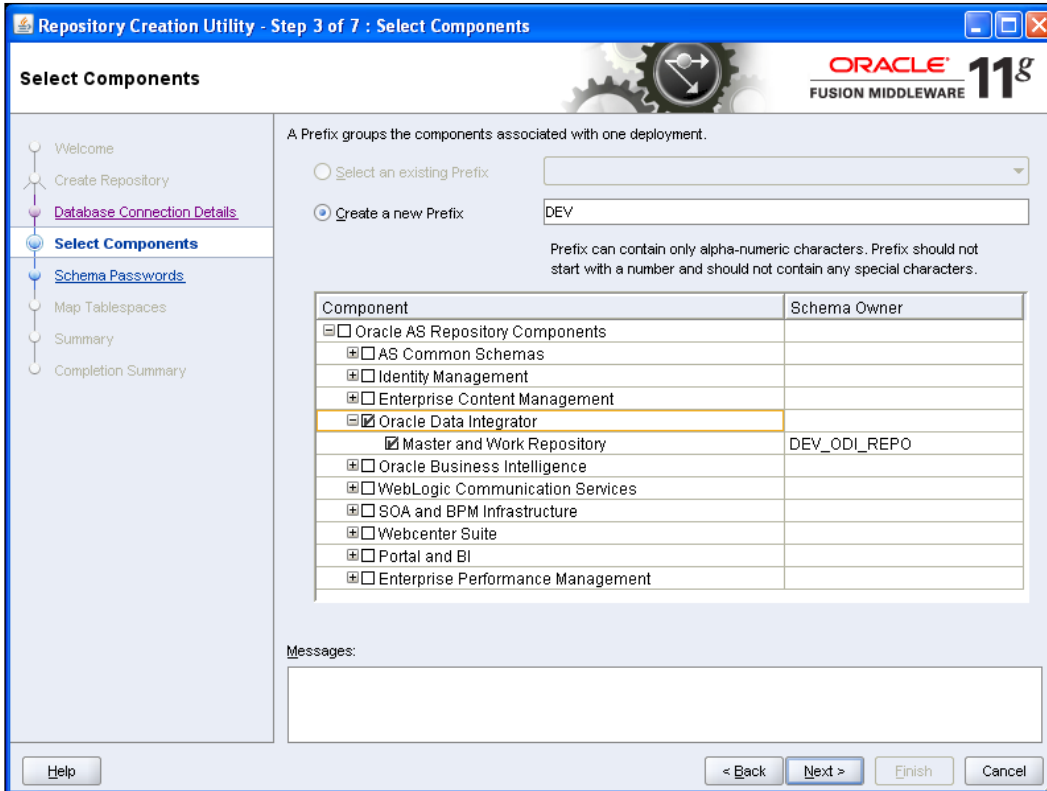 Repository Creation Utility - Step 3 of 7 : Select Components
Select Components
ORACLE
FUSION MIDDLEWARE 11g
Welcome
Create Repository
Database Connection Details
Select Components
Schema Passwords
Map Tablespaces
Summary
Completion Summary
A Prefix groups the components associated with one deployment.
Select an existing Prefix
Create a new Prefix DEV
Prefix can contain only alpha-numeric characters. Prefix should not
start with a number and should not contain any special characters.
Component Schema Owner
Oracle AS Repository Components
AS Common Schemas
Identity Management
Enterprise Content Management
Oracle Data Integrator
Master and Work Repository DEV_ODI_REPO
Oracle Business Intelligence
WebLogic Communication Services
SOA and BPM Infrastructure
Webcenter Suite
Portal and BI
Enterprise Performance Management
Messages:
Help < Back Next > Finish Cancel